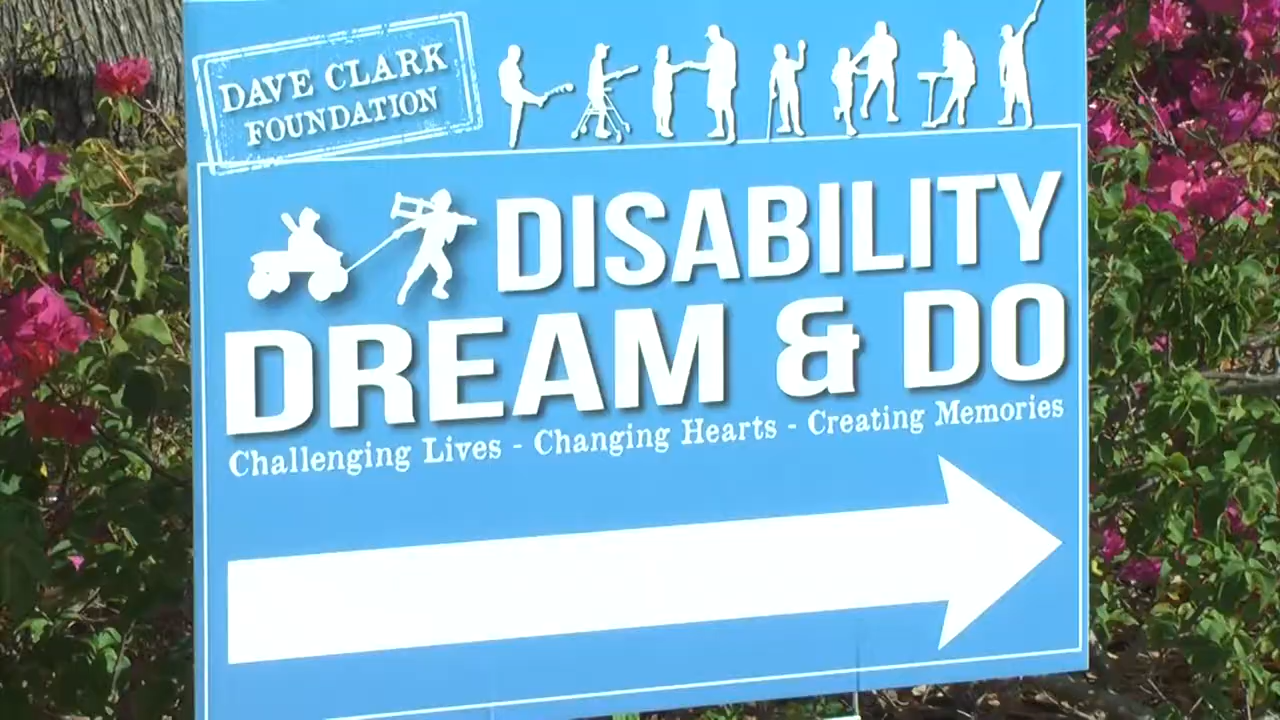 DAVE CLARK
FOUNDATION
DISABILITY
DREAM & DO
Challenging Lives - Changing Hearts - Creating Memories